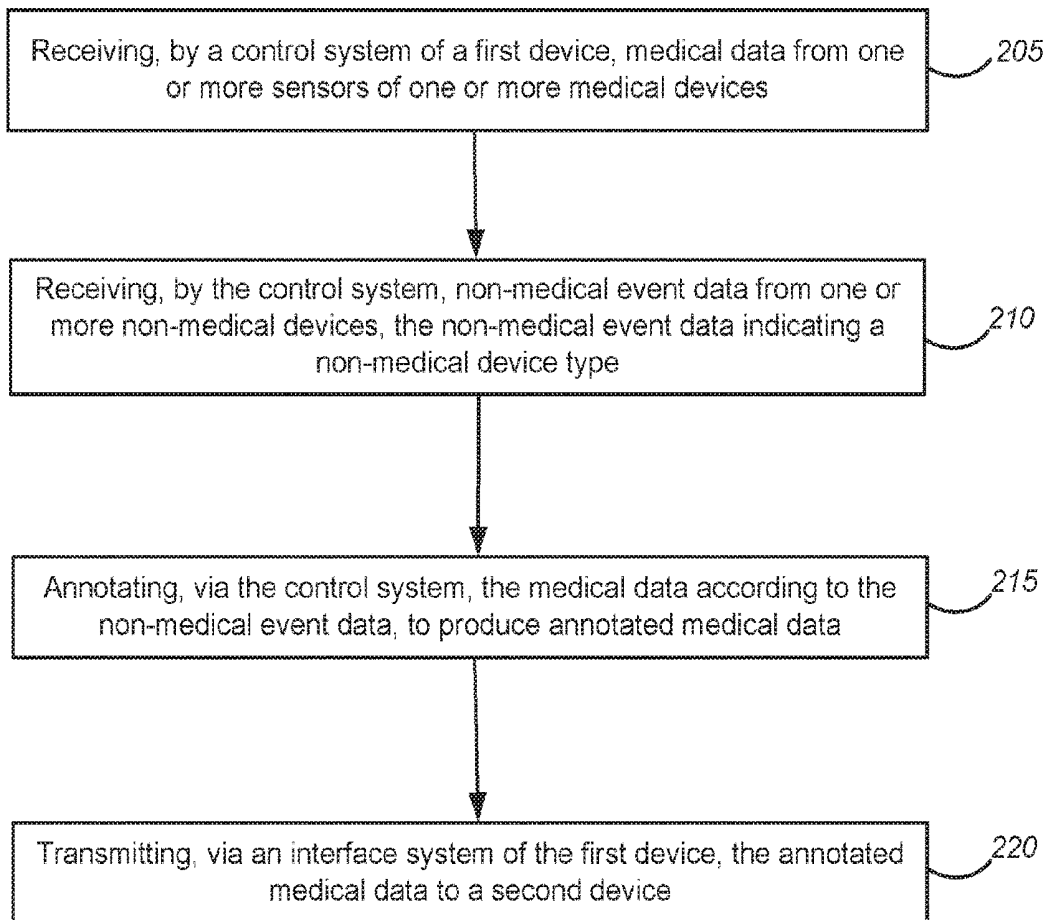 Receiving, by a control system of a first device, medical data from one
or more sensors of one or more medical devices
205
Receiving, by the control system, non-medical event data from one or
more non-medical devices, the non-medical event data indicating a
non-medical device type
210
Annotating, via the control system, the medical data according to the
non-medical event data, to produce annotated medical data
215
Transmitting, via an interface system of the first device, the annotated
medical data to a second device
220